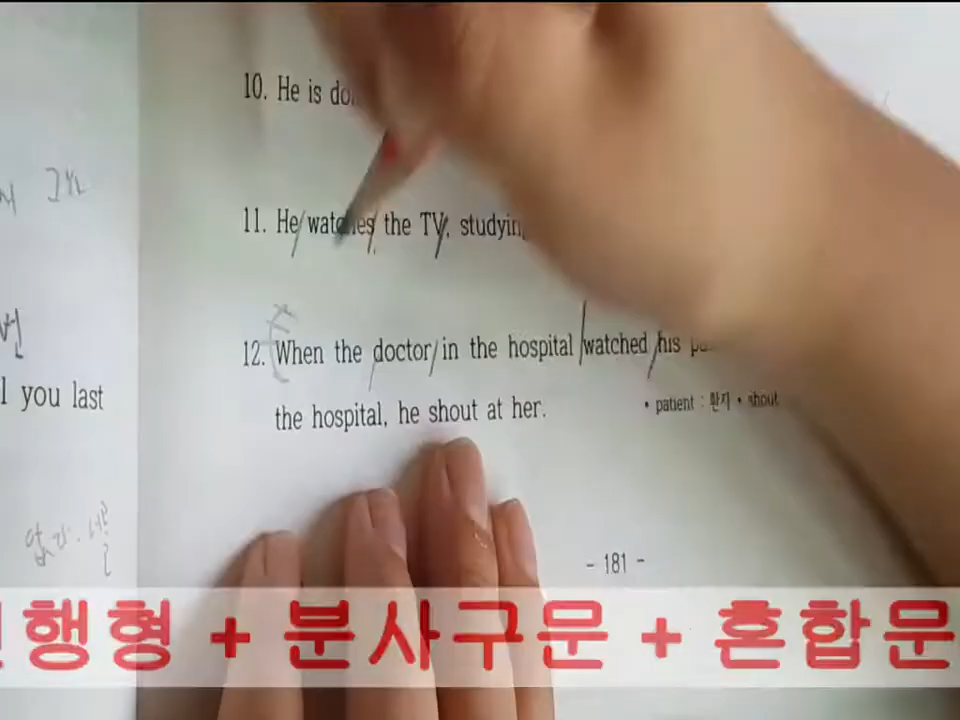 10. He is do
11. He watches the TV, studyin
12. When the doctor in the hospital watched his
the hospital, he shout at her.
• patient : 환자 • shout
l you last
- 181 -
행형 + 분사구문 + 혼합문